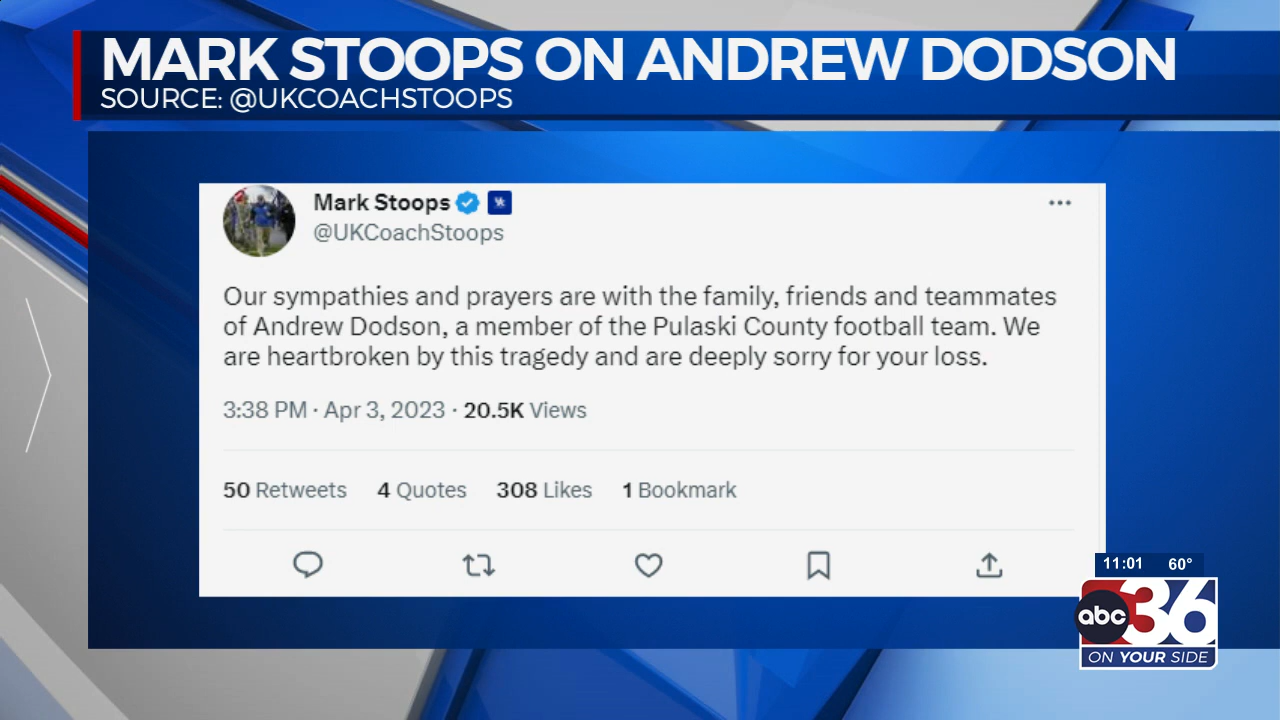 MARK STOOPS ON ANDREW DODSON
SOURCE: @UKCOACHSTOOPS
Mark Stoops
@UKCoachStoops
Our sympathies and prayers are with the family, friends and teammates
of Andrew Dodson, a member of the Pulaski County football team. We
are heartbroken by this tragedy and are deeply sorry for your loss.
3:38 PM · Apr 3, 2023 · 20.5K Views
50 Retweets 4 Quotes 308 Likes 1 Bookmark
11:01 60°
abc 36
ON YOUR SIDE